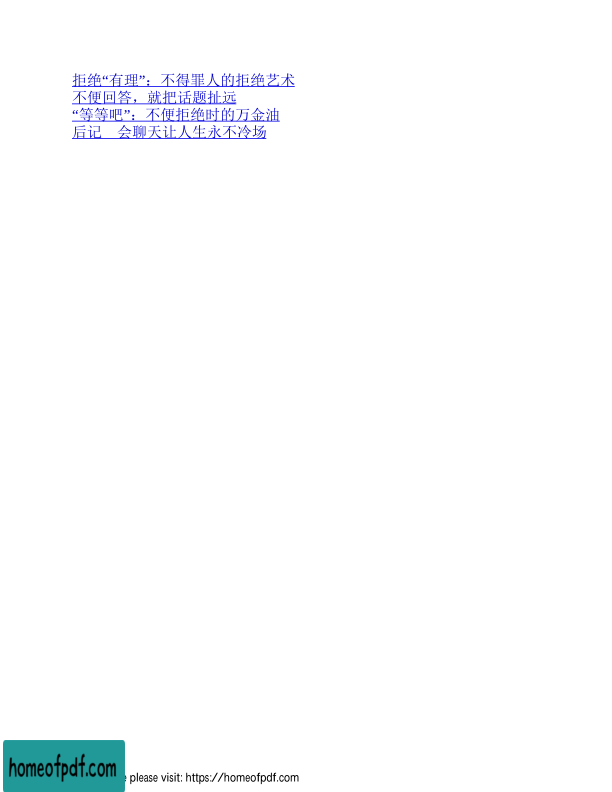 拒绝“有理”：不得罪人的拒绝艺术
不便回答，就把话题扯远
“等等吧”：不便拒绝时的万金油
后记　会聊天让人生永不冷场
homeofpdf.com
e please visit: https://homeofpdf.com